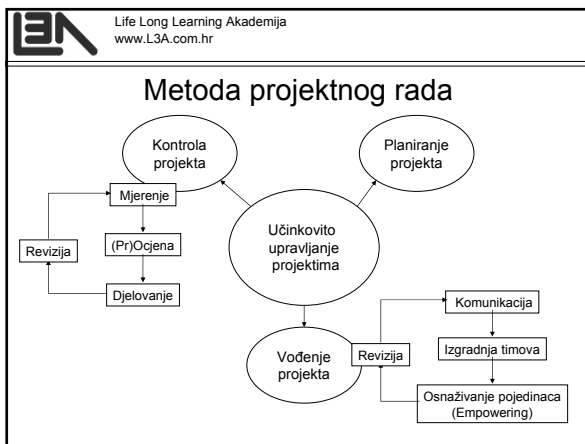 L3A
Life Long Learning Akademija
www.L3A.com.hr
Metoda projektnog rada
Kontrola
projekta
Planiranje
projekta
Mjerenje
(Pr)Ocjena
Revizija
Djelovanje
Učinkovito
upravljanje
projektima
Vođenje
projekta
Revizija
Komunikacija
Izgradnja timova
Osnaživanje pojedinaca
(Empowering)